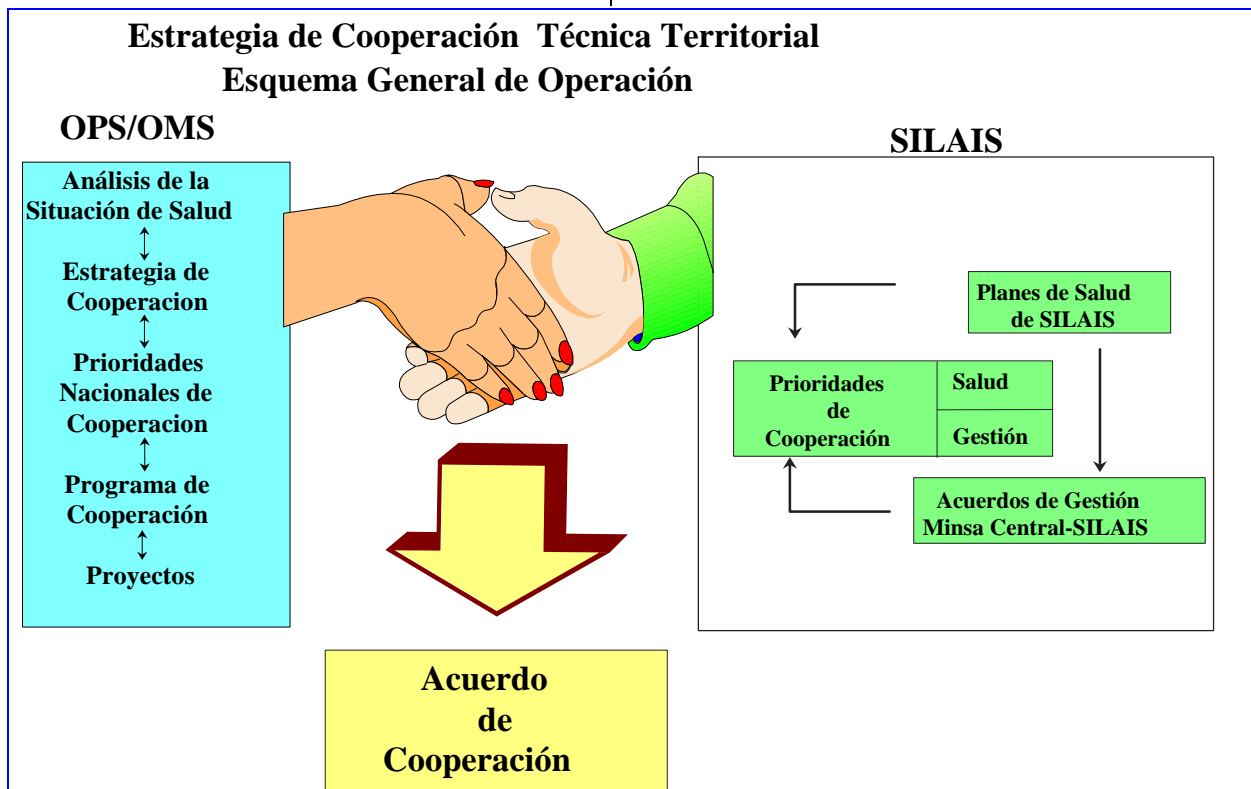 Estrategia de Cooperación Técnica Territorial
Esquema General de Operación
OPS/OMS
Análisis de la
Situación de Salud
Estrategia de
Cooperacion
Prioridades
Nacionales de
Cooperacion
Programa de
Cooperación
Proyectos
SILAIS
Planes de Salud
de SILAIS
Prioridades
de
Cooperación
Salud
Gestión
Acuerdos de Gestión
Minsa Central-SILAIS
Acuerdo
de
Cooperación